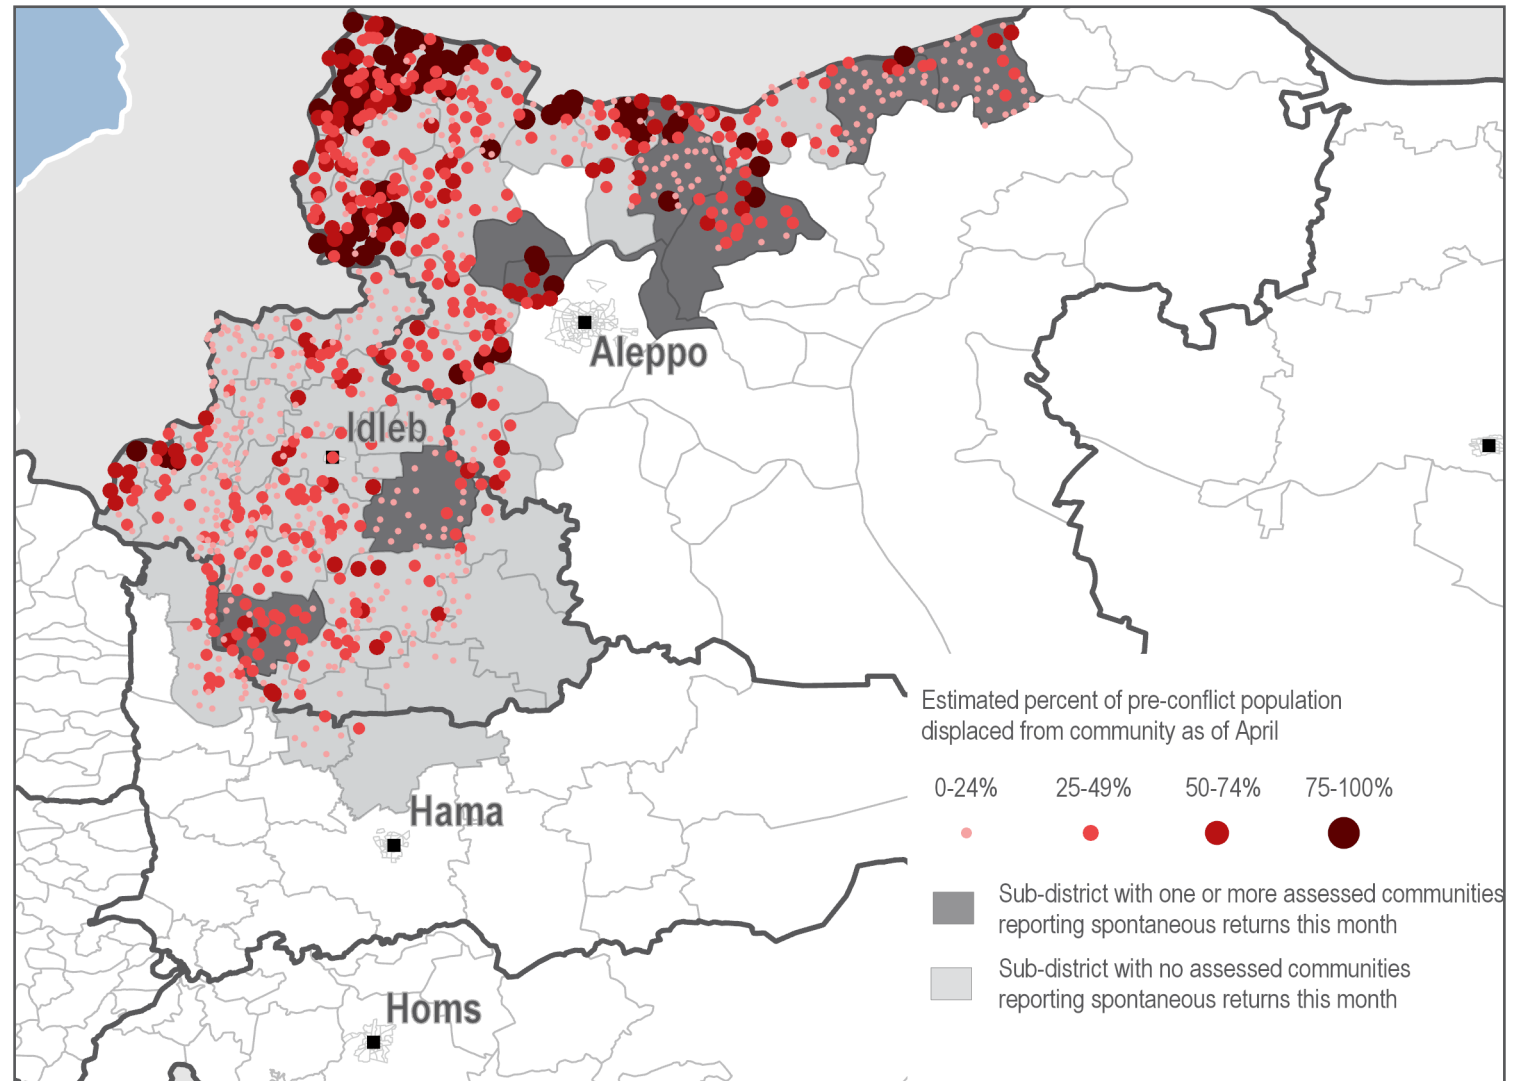 Aleppo
Idleb
Estimated percent of pre-conflict population
displaced from community as of April
0-24% 25-49% 50-74% 75-100%
Hama
Sub-district with one or more assessed communities
reporting spontaneous returns this month
Sub-district with no assessed communities
reporting spontaneous returns this month
Homs